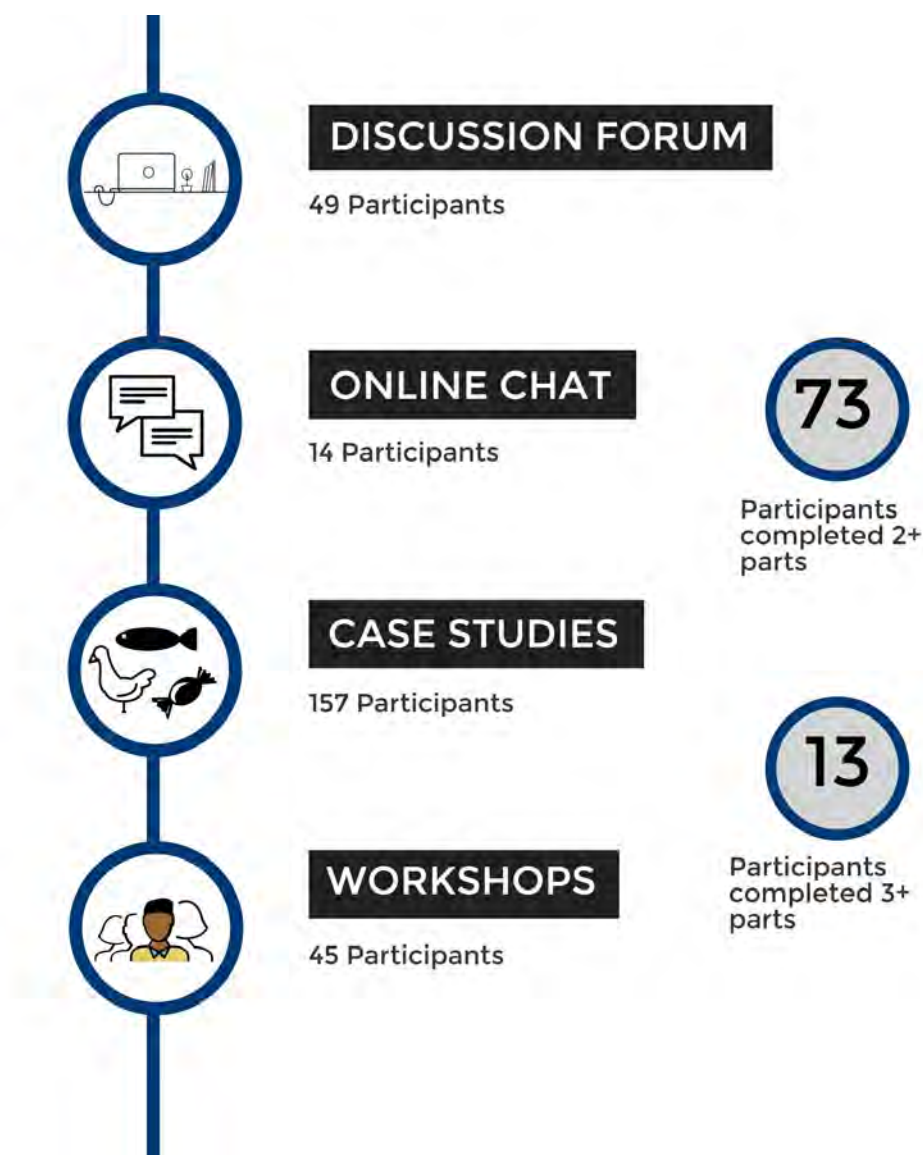 DISCUSSION FORUM
49 Participants
ONLINE CHAT
14 Participants
73
Participants
completed 2+
parts
CASE STUDIES
157 Participants
13
Participants
completed 3+
parts
WORKSHOPS
45 Participants